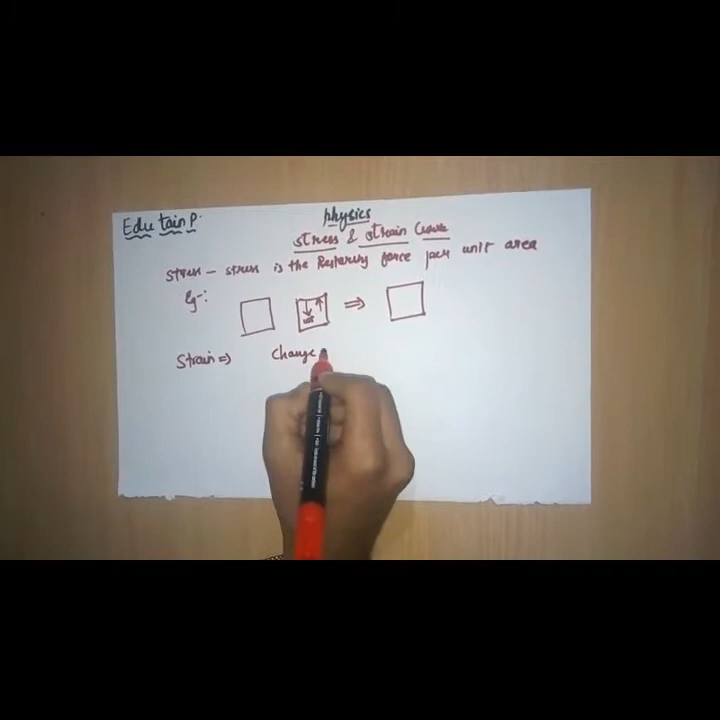 Edu tain P.
Physics
Stress & Strain Curve
Stress - stress is the Restoring force per unit area
Eg-:
Strain => Change